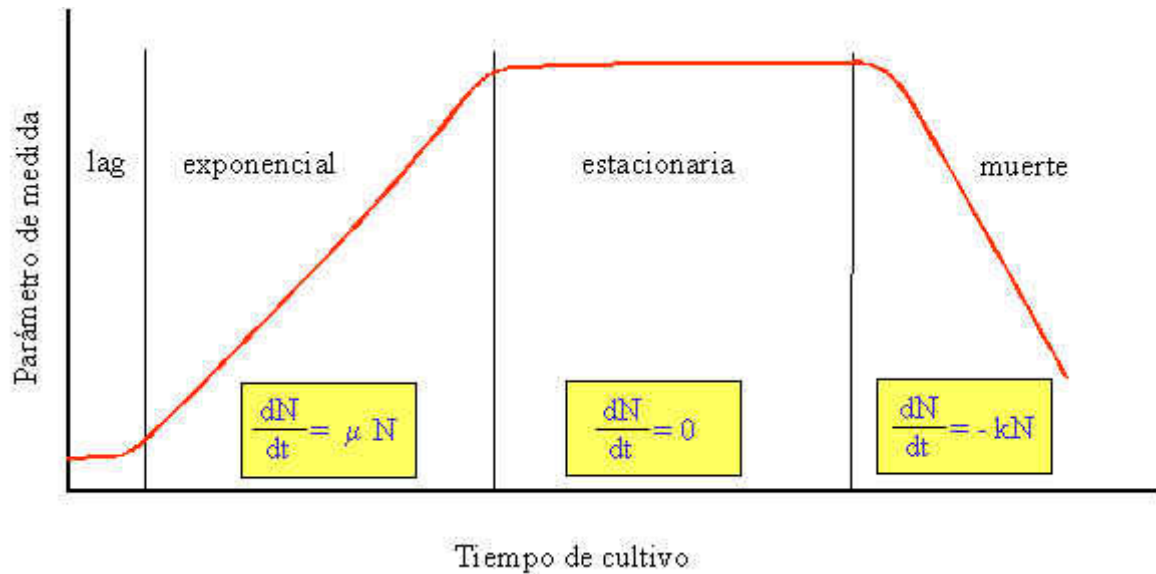 Parámetro de medida
lag
exponencial
estacionaria
muerte
dN/dt = μ N
dN/dt = 0
dN/dt = - kN
Tiempo de cultivo